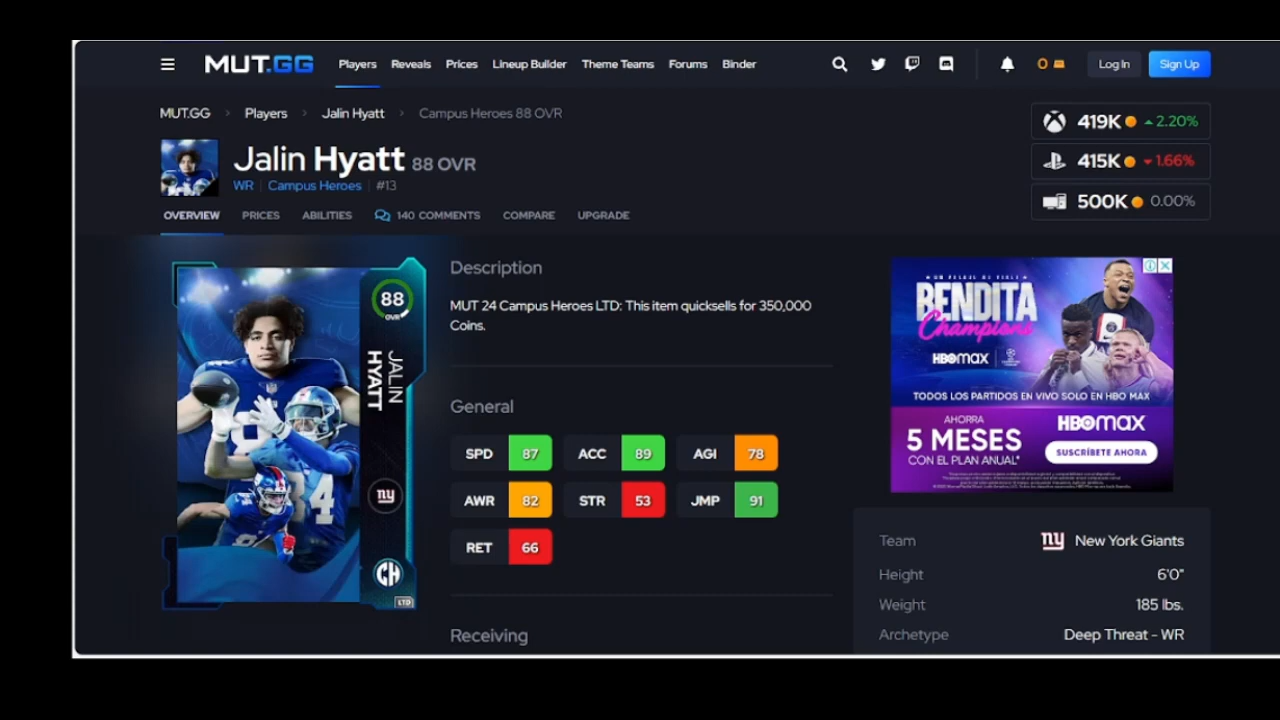 MUT.GG Players Reveals Prices Lineup Builder Theme Teams Forums Binder 0 Log In Sign Up
MUT.GG > Players > Jalin Hyatt > Campus Heroes 88 OVR
Jalin Hyatt 88 OVR
WR | Campus Heroes | #13
419K 2.20%
415K 1.66%
500K 0.00%
OVERVIEW PRICES ABILITIES 140 COMMENTS COMPARE UPGRADE
88
OVR
JALIN
HYATT
ny
CH
LTD
Description
MUT 24 Campus Heroes LTD: This item quicksells for 350,000
Coins.
General
SPD 87 ACC 89 AGI 78
AWR 82 STR 53 JMP 91
RET 66
Receiving
BENDITA
Champions
HBOMAX
TODOS LOS PARTIDOS EN VIVO SOLO EN HBO MAX
AHORRA
5 MESES
CON EL PLAN ANUAL*
HBOMAX
SUSCRÍBETE AHORA
Team ny New York Giants
Height 6'0"
Weight 185 lbs.
Archetype Deep Threat - WR